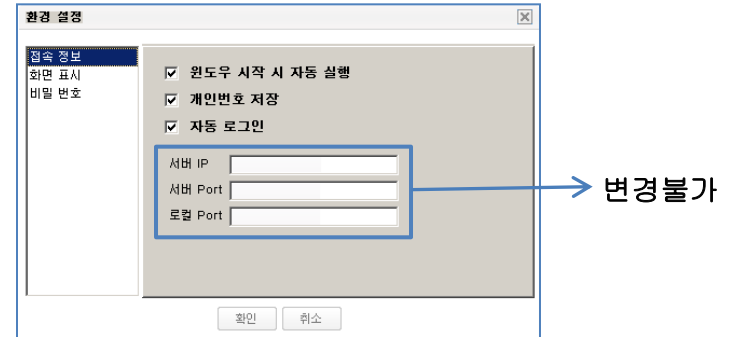 환경 설정
접속 정보
화면 표시
비밀 번호
윈도우 시작 시 자동 실행
개인번호 저장
자동 로그인
서버 IP
서버 Port
로컬 Port
변경불가
확인
취소